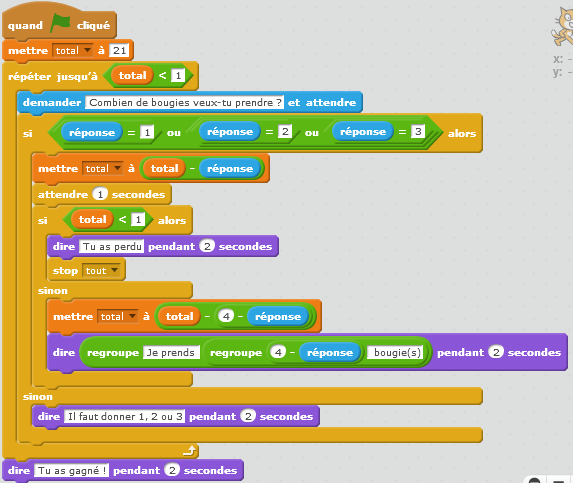 quand cliqué
mettre total à 21
répéter jusqu'à total < 1
demander Combien de bougies veux-tu prendre ? et attendre
si réponse = 1 ou réponse = 2 ou réponse = 3 alors
mettre total à total - réponse
attendre 1 secondes
si total < 1 alors
dire Tu as perdu pendant 2 secondes
stop tout
sinon
mettre total à total - 4 - réponse
dire regroupe Je prends regroupe 4 - réponse bougie(s) pendant 2 secondes
sinon
dire Il faut donner 1, 2 ou 3 pendant 2 secondes
dire Tu as gagné ! pendant 2 secondes
x: -
y: -